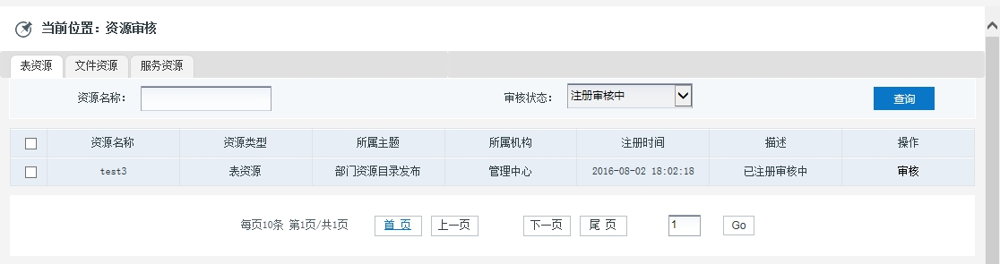 当前位置：资源审核
表资源 文件资源 服务资源
资源名称： 审核状态： 注册审核中 查询
资源名称 资源类型 所属主题 所属机构 注册时间 描述 操作
test3 表资源 部门资源目录发布 管理中心 2016-08-02 18:02:18 已注册审核中 审核
每页10条 第1页/共1页 首 页 上一页 下一页 尾 页 1 Go